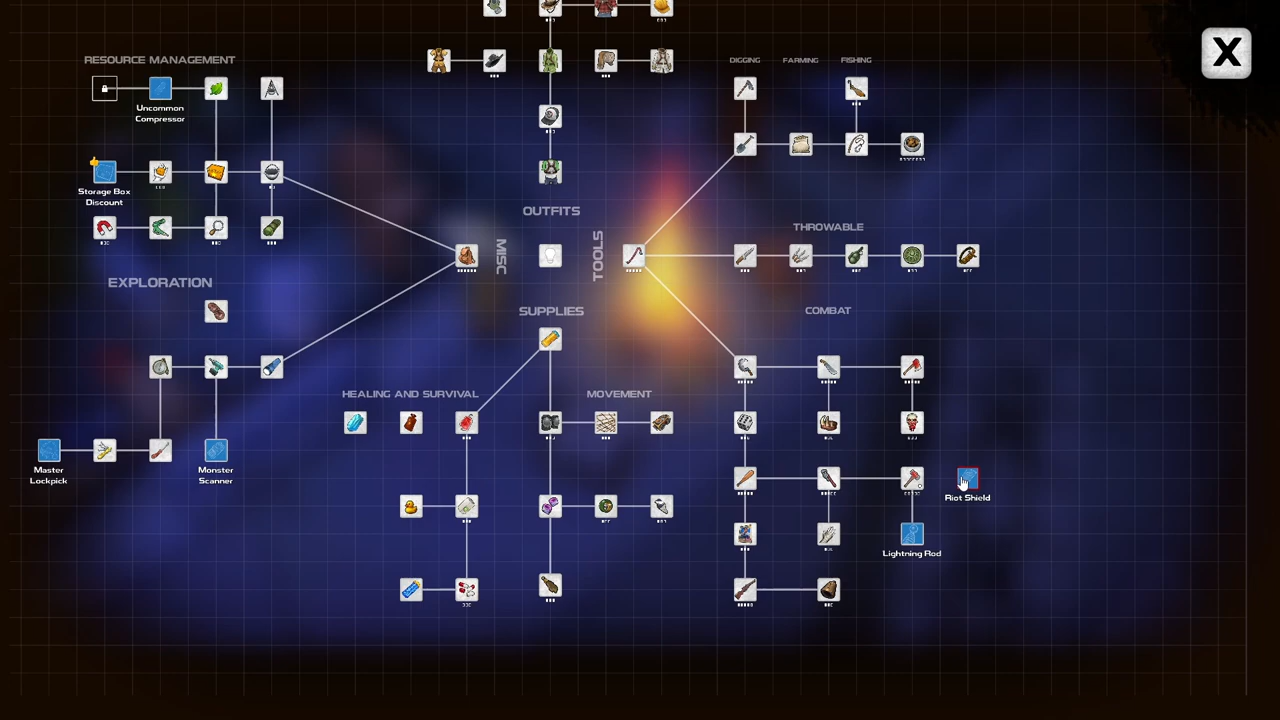 RESOURCE MANAGEMENT
DIGGING
FARMING
FISHING
X
Uncommon
Compressor
Storage Box
Discount
OUTFITS
MISC
TOOLS
THROWABLE
EXPLORATION
SUPPLIES
COMBAT
HEALING AND SURVIVAL
MOVEMENT
Master
Lockpick
Monster
Scanner
Riot Shield
Lightning Rod